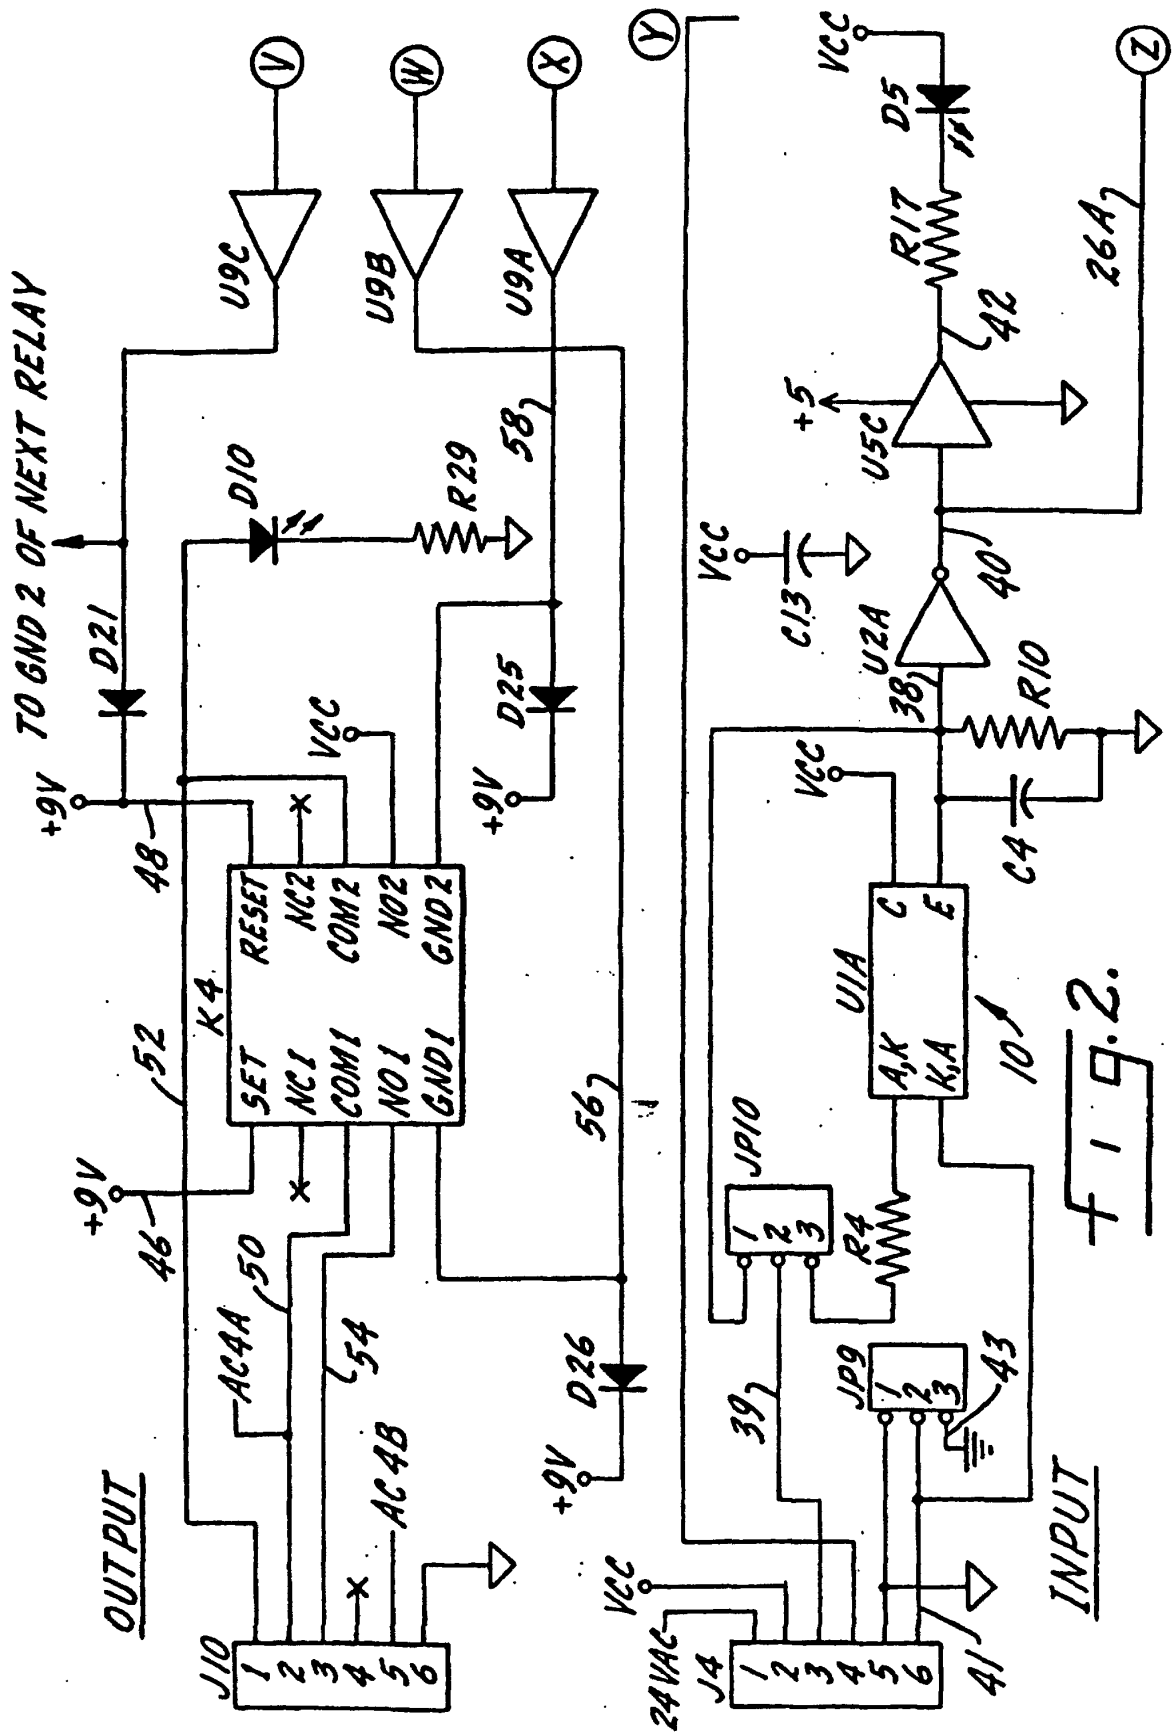 OUTPUT
J10
1
2
3
4
5
6
AC4A
AC4B
50
54
46
+9V
52
48
+9V
TO GND 2 OF NEXT RELAY
D21
K4
SET
NC1
COM1
NO1
GND1
RESET
NC2
COM2
NO2
GND2
VCC
D10
R29
+9V
D25
58
+9V
D26
56
U9C
U9B
U9A
V
W
X
Y
INPUT
24VAC
VCC
J4
1
2
3
4
5
6
41
39
JP9
1
2
3
43
JP10
1
2
3
R4
U1A
A,K
K,A
C
E
10
VCC
C4
R10
38
U2A
40
VCC
C13
U5C
+5
42
R17
D5
VCC
26A
Z
Fig. 2.